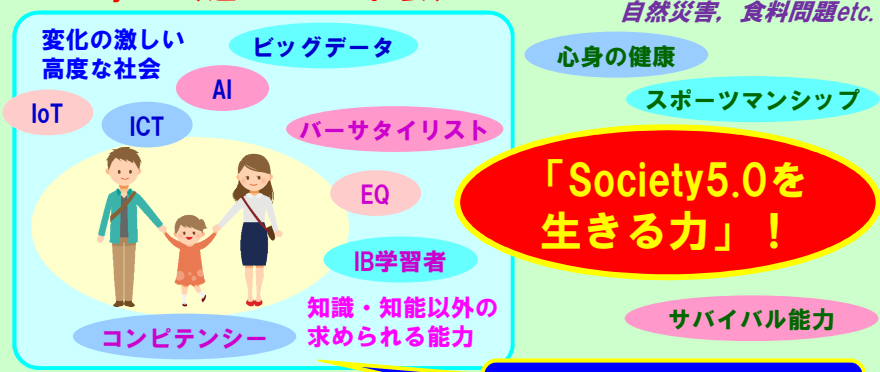 自然災害，食料問題etc.
変化の激しい
高度な社会
ビッグデータ
心身の健康
AI
スポーツマンシップ
IoT
ICT
バーサタイリスト
「Society5.0を
生きる力」！
EQ
IB学習者
知識・知能以外の
求められる能力
サバイバル能力
コンピテンシー